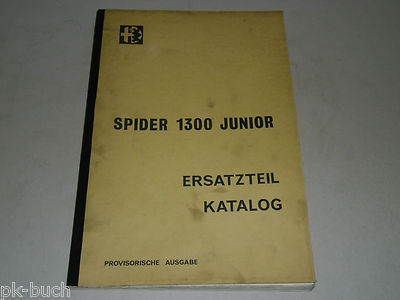 SPIDER 1300 JUNIOR
ERSATZTEIL
KATALOG
PROVISORISCHE AUSGABE
pk-buch